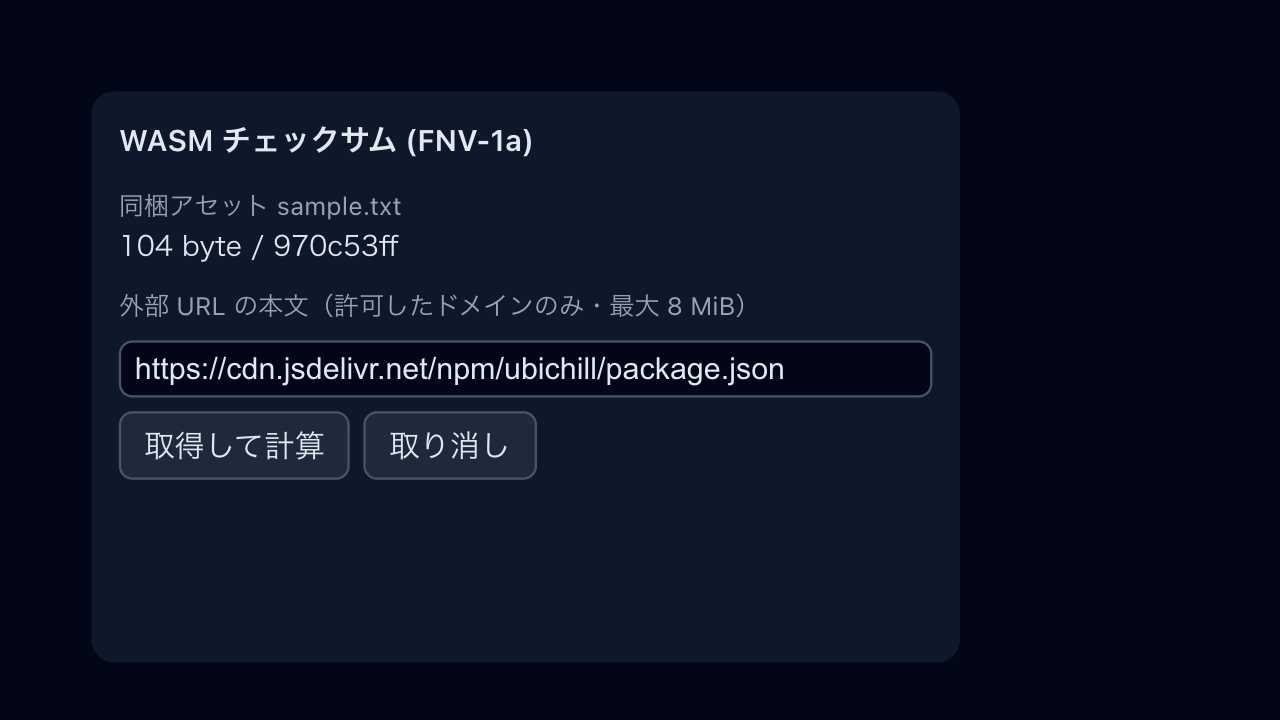 WASM チェックサム (FNV-1a)
同梱アセット sample.txt
104 byte / 970c53ff
外部 URL の本文（許可したドメインのみ・最大 8 MiB）
https://cdn.jsdelivr.net/npm/ubichill/package.json
取得して計算 取り消し